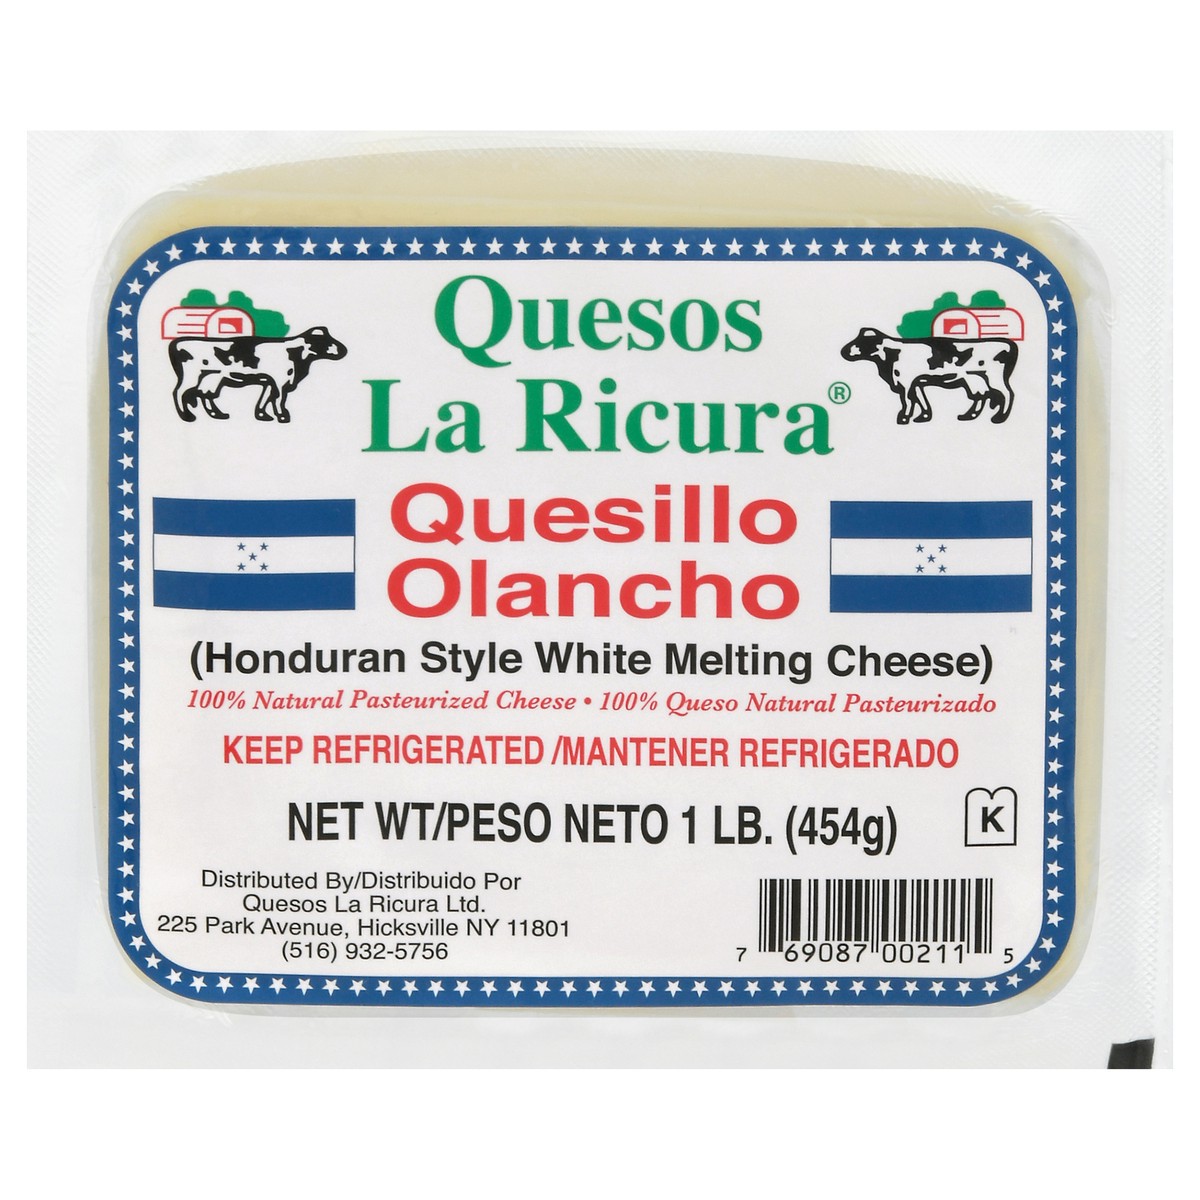 Quesos
La Ricura®
Quesillo
Olancho
(Honduran Style White Melting Cheese)
100% Natural Pasteurized Cheese • 100% Queso Natural Pasteurizado
KEEP REFRIGERATED /MANTENER REFRIGERADO
NET WT/PESO NETO 1 LB. (454g)
K
Distributed By/Distribuido Por
Quesos La Ricura Ltd.
225 Park Avenue, Hicksville NY 11801
(516) 932-5756
7 69087 00211 5